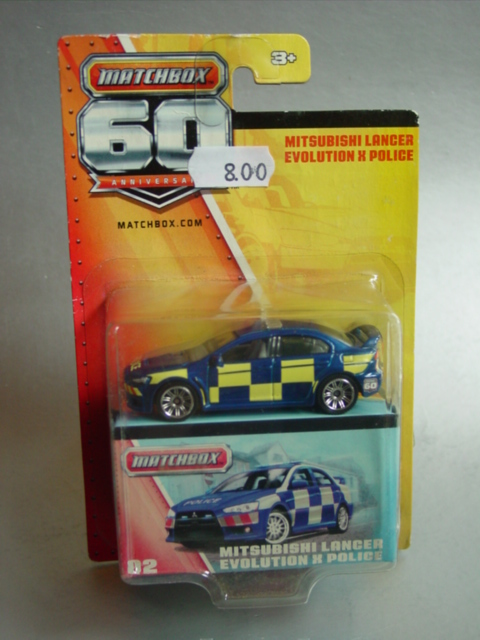 MATCHBOX
3+
60
ANNIVERSA
8.00
MITSUBISHI LANCER
EVOLUTION X POLICE
MATCHBOX.COM
60
MATCHBOX
POLICE
MITSUBISHI LANCER
EVOLUTION X POLICE
02